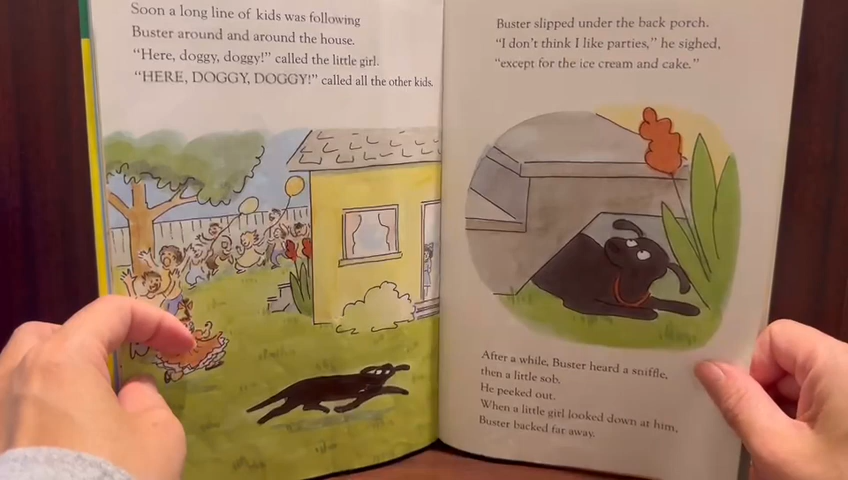 Soon a long line of kids was following
Buster around and around the house.
"Here, doggy, doggy!" called the little girl.
"HERE, DOGGY, DOGGY!" called all the other kids.
Buster slipped under the back porch.
"I don't think I like parties," he sighed,
"except for the ice cream and cake."
After a while, Buster heard a sniffle,
then a little sob.
He peeked out.
When a little girl looked down at him,
Buster backed far away.